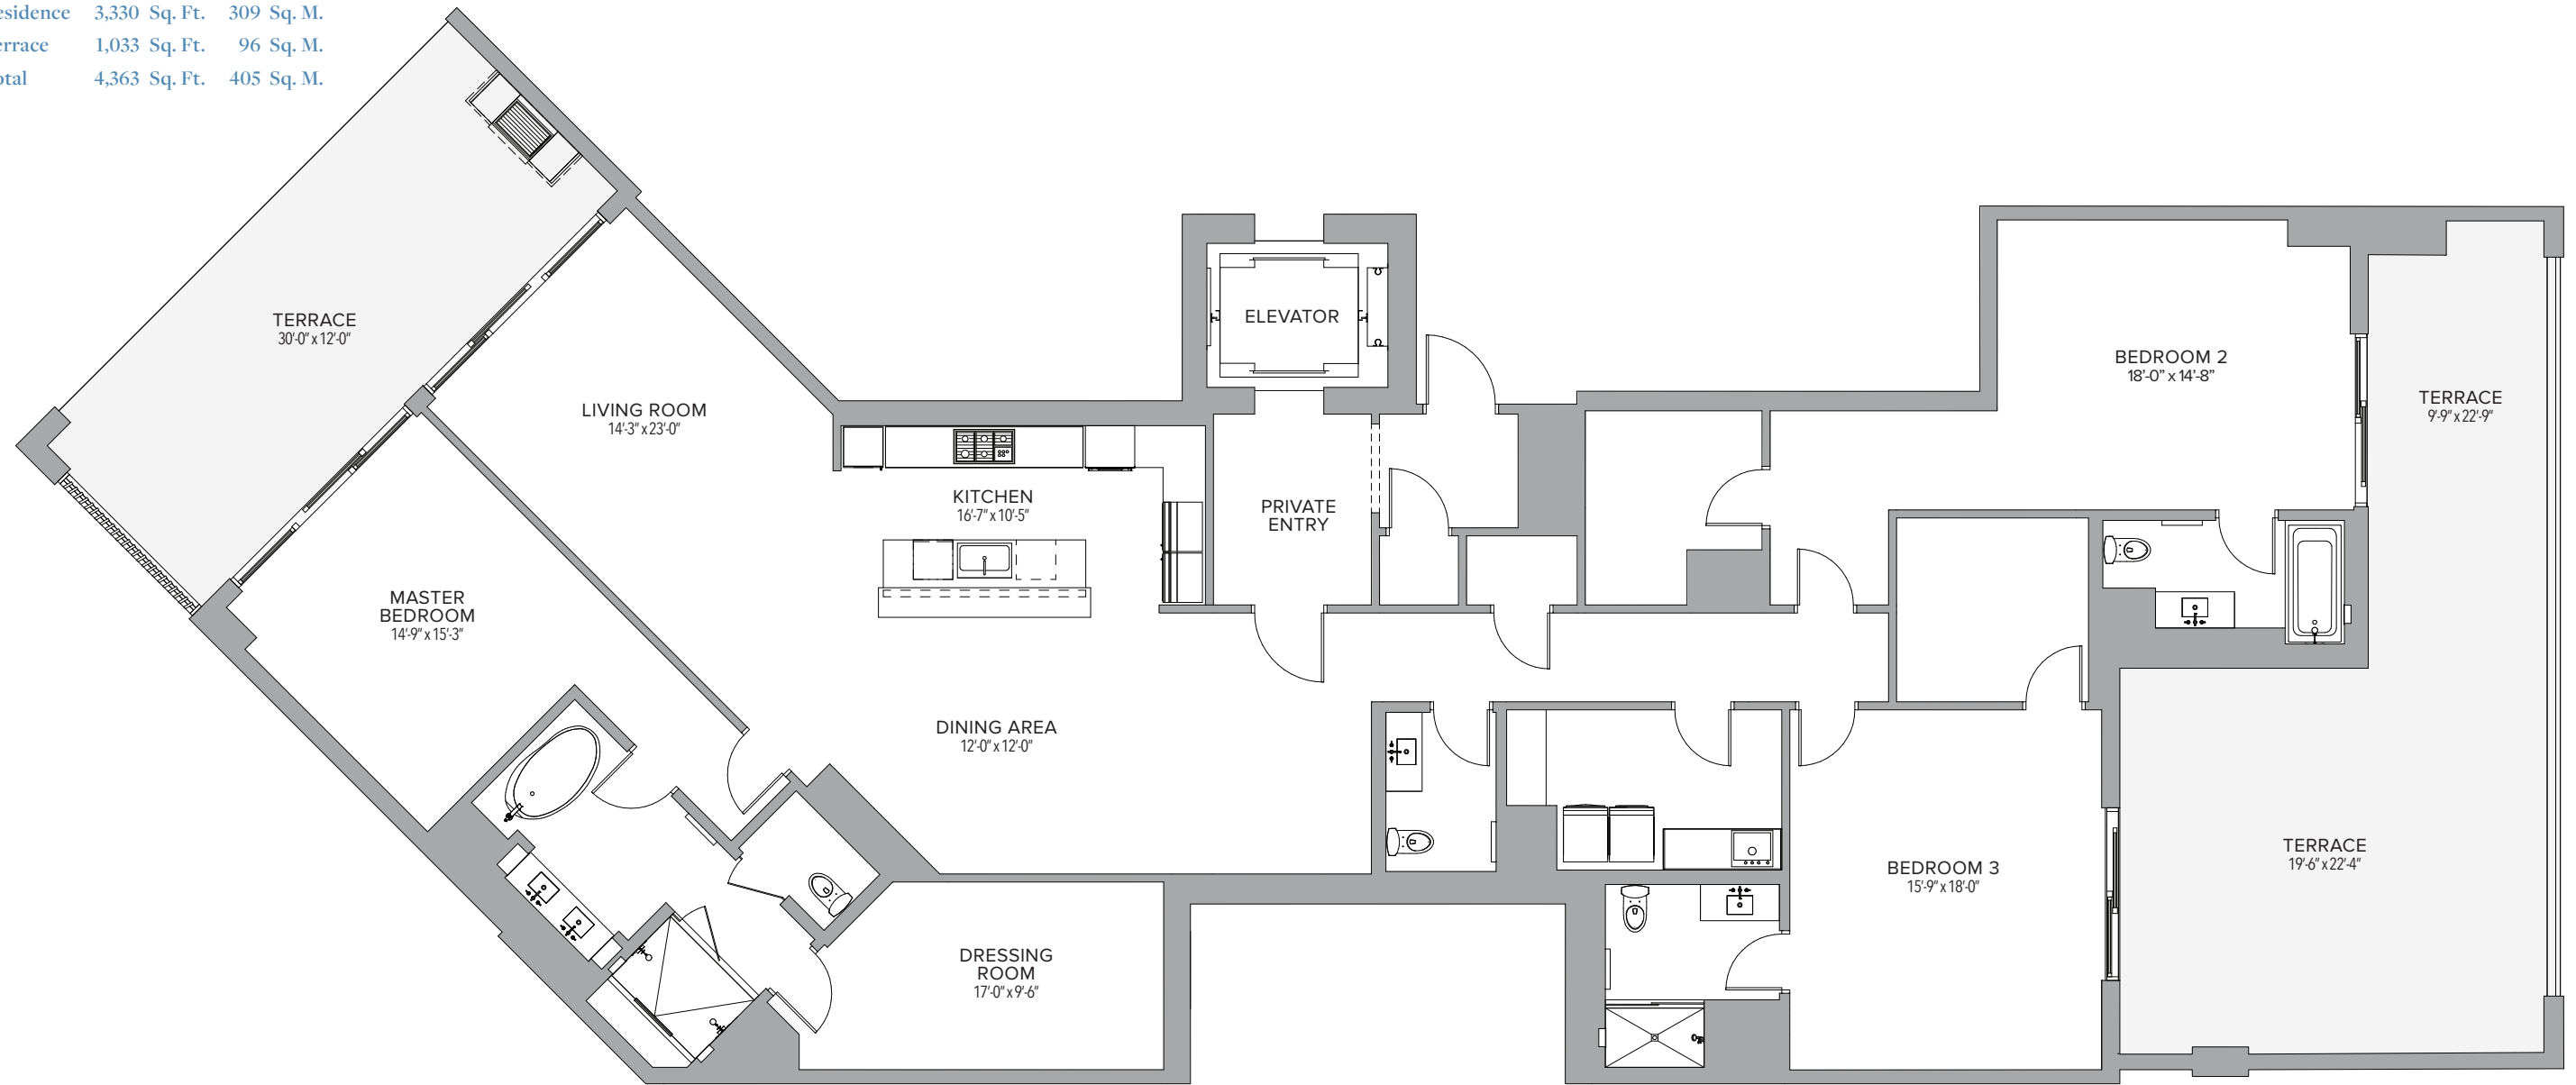 esidence 3,330 Sq. Ft. 309 Sq. M.
errace 1,033 Sq. Ft. 96 Sq. M.
otal 4,363 Sq. Ft. 405 Sq. M.
TERRACE
30'-0" x 12'-0"
LIVING ROOM
14'-3" x 23'-0"
MASTER
BEDROOM
14'-9" x 15'-3"
KITCHEN
16'-7" x 10'-5"
DINING AREA
12'-0" x 12'-0"
DRESSING
ROOM
17'-0" x 9'-6"
ELEVATOR
PRIVATE
ENTRY
BEDROOM 2
18'-0" x 14'-8"
TERRACE
9'-9" x 22'-9"
BEDROOM 3
15'-9" x 18'-0"
TERRACE
19'-6" x 22'-4"